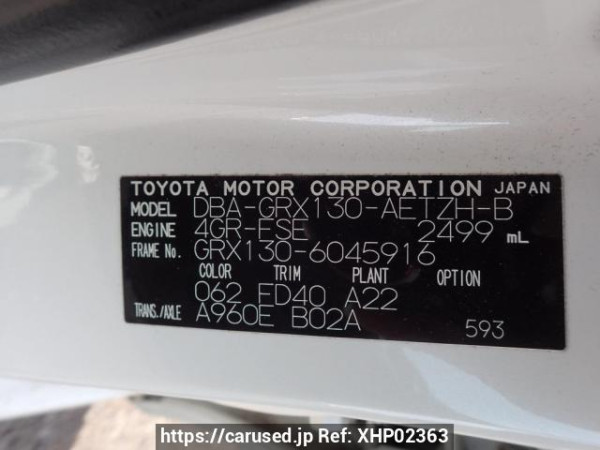 TOYOTA MOTOR CORPORATION JAPAN
MODEL DBA-GRX130-AETZH-B
ENGINE 4GR-FSE 2499 mL
FRAME No. GRX130-6045916
COLOR TRIM PLANT OPTION
062 FD40 A22
TRANS./AXLE A960E B02A
593
https://carused.jp Ref: XHP02363